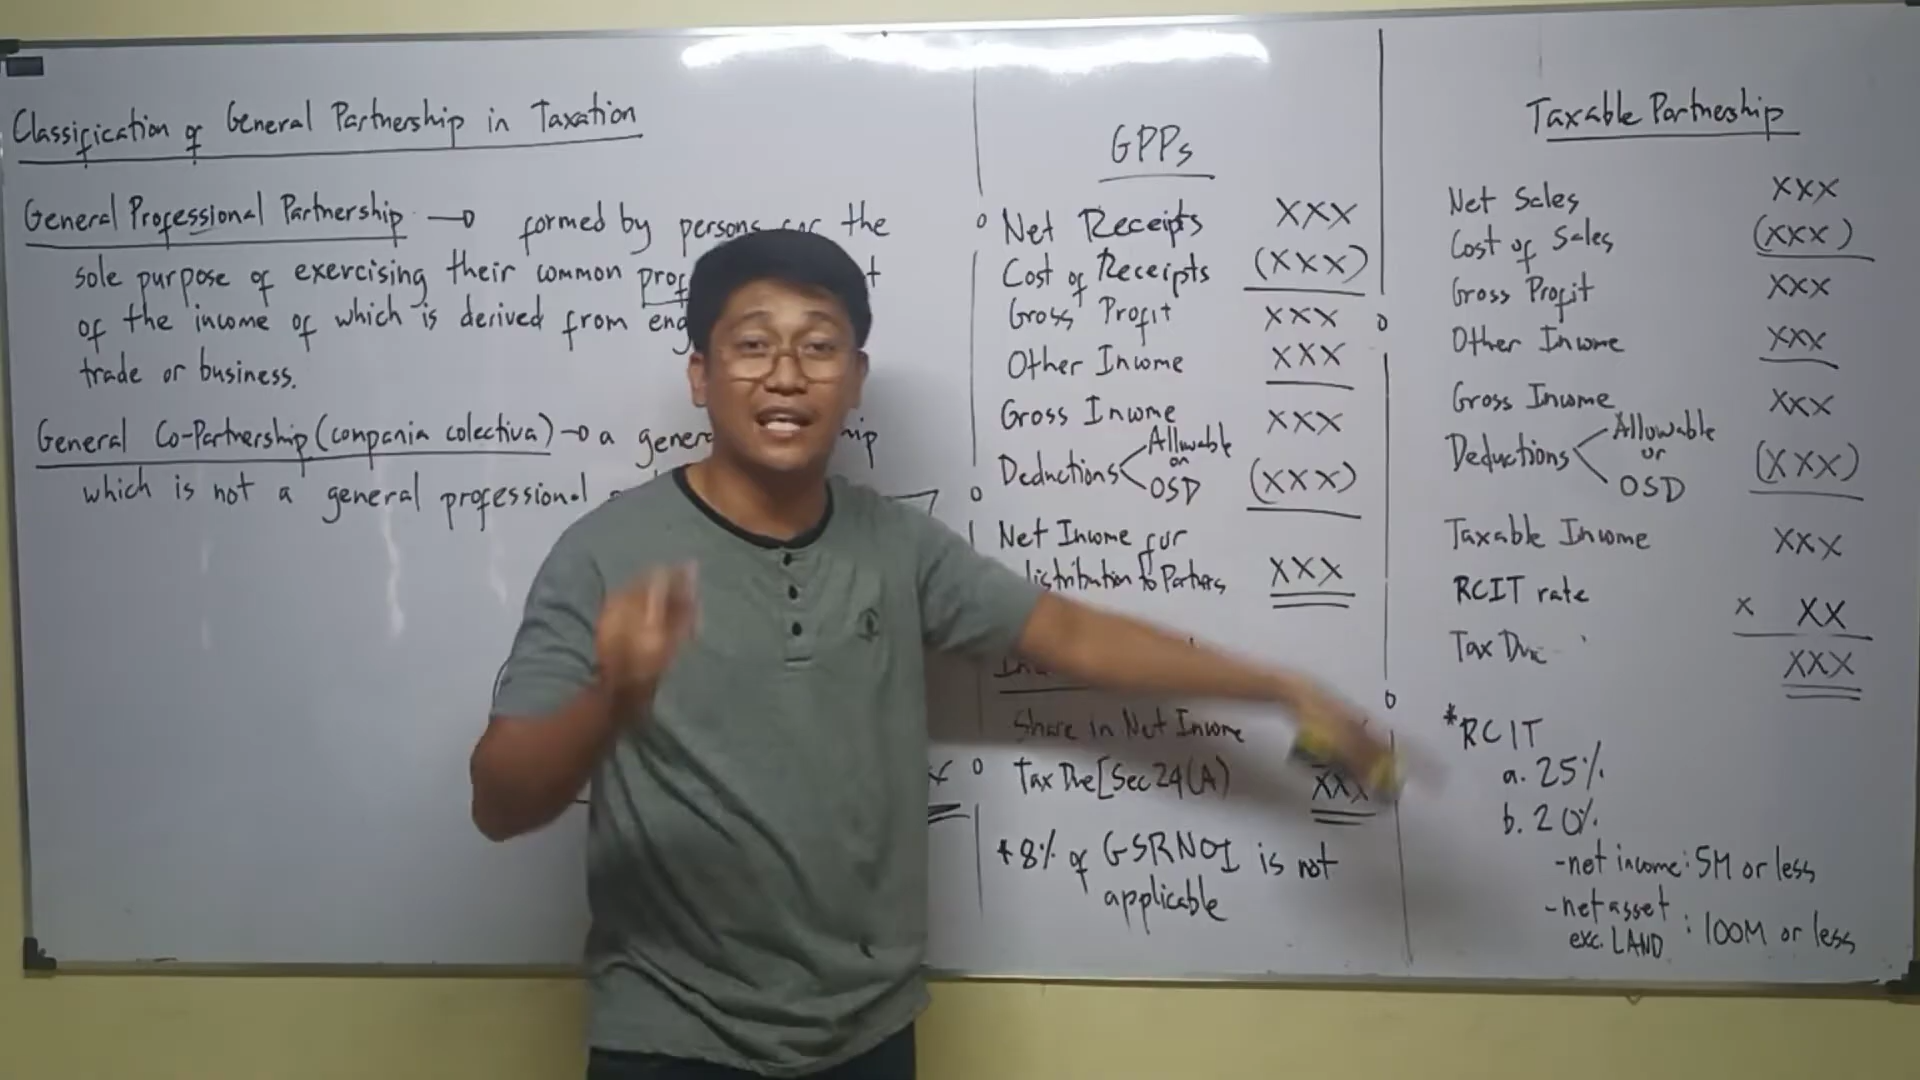 Classification of General Partnership in Taxation
General Professional Partnership → formed by persons for the
sole purpose of exercising their common
of the income of which is derived from
trade or business.
General Co-Partnership (compania colectiva) → a
which is not a general professional
GPPs
Net Receipts XXX
Cost of Receipts (XXX)
Gross Profit XXX
Other Income XXX
Gross Income XXX
Deductions < Allowable or OSD (XXX)
Net Income for
distribution to Partners XXX
Share in Net Income
Tax Due [Sec 24(A) XXX
* 8% of GSRNOI is not
applicable
Taxable Partnership
Net Sales XXX
Cost of Sales (XXX)
Gross Profit XXX
Other Income XXX
Gross Income XXX
Deductions < Allowable or OSD (XXX)
Taxable Income XXX
RCIT rate X XX
Tax Due XXX
* RCIT
a. 25%
b. 20%
- net income: 5M or less
- net asset
exc. LAND : 100M or less